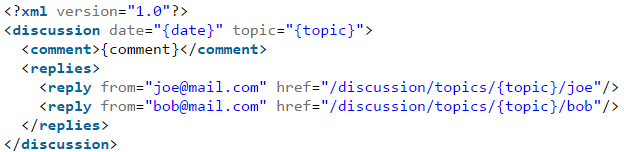 <?xml version="1.0"?>
<discussion date="{date}" topic="{topic}">
  <comment>{comment}</comment>
  <replies>
    <reply from="joe@mail.com" href="/discussion/topics/{topic}/joe"/>
    <reply from="bob@mail.com" href="/discussion/topics/{topic}/bob"/>
  </replies>
</discussion>